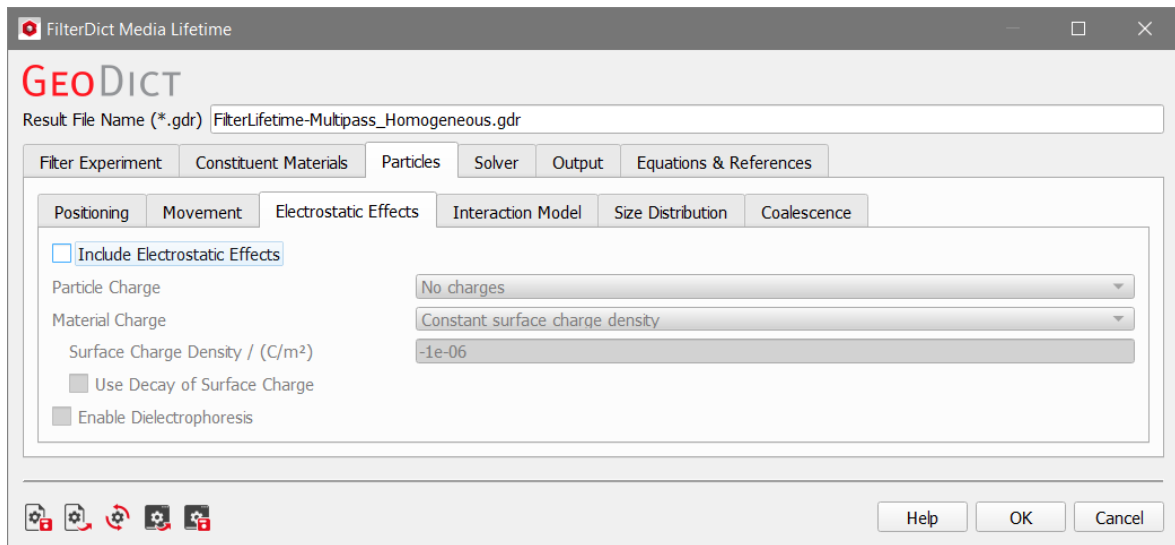 FilterDict Media Lifetime
GEODICT
Result File Name (*.gdr) FilterLifetime-Multipass_Homogeneous.gdr
Filter Experiment Constituent Materials Particles Solver Output Equations & References
Positioning Movement Electrostatic Effects Interaction Model Size Distribution Coalescence
Include Electrostatic Effects
Particle Charge No charges
Material Charge Constant surface charge density
Surface Charge Density / (C/m²) -1e-06
Use Decay of Surface Charge
Enable Dielectrophoresis
Help OK Cancel